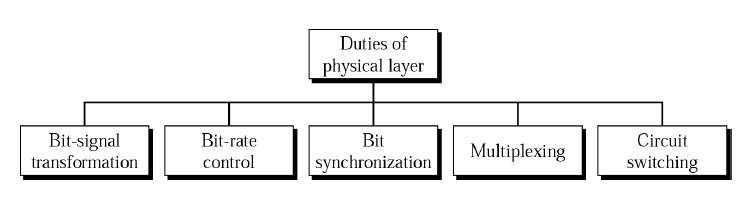 Duties of
physical layer
Bit-signal
transformation
Bit-rate
control
Bit
synchronization
Multiplexing
Circuit
switching